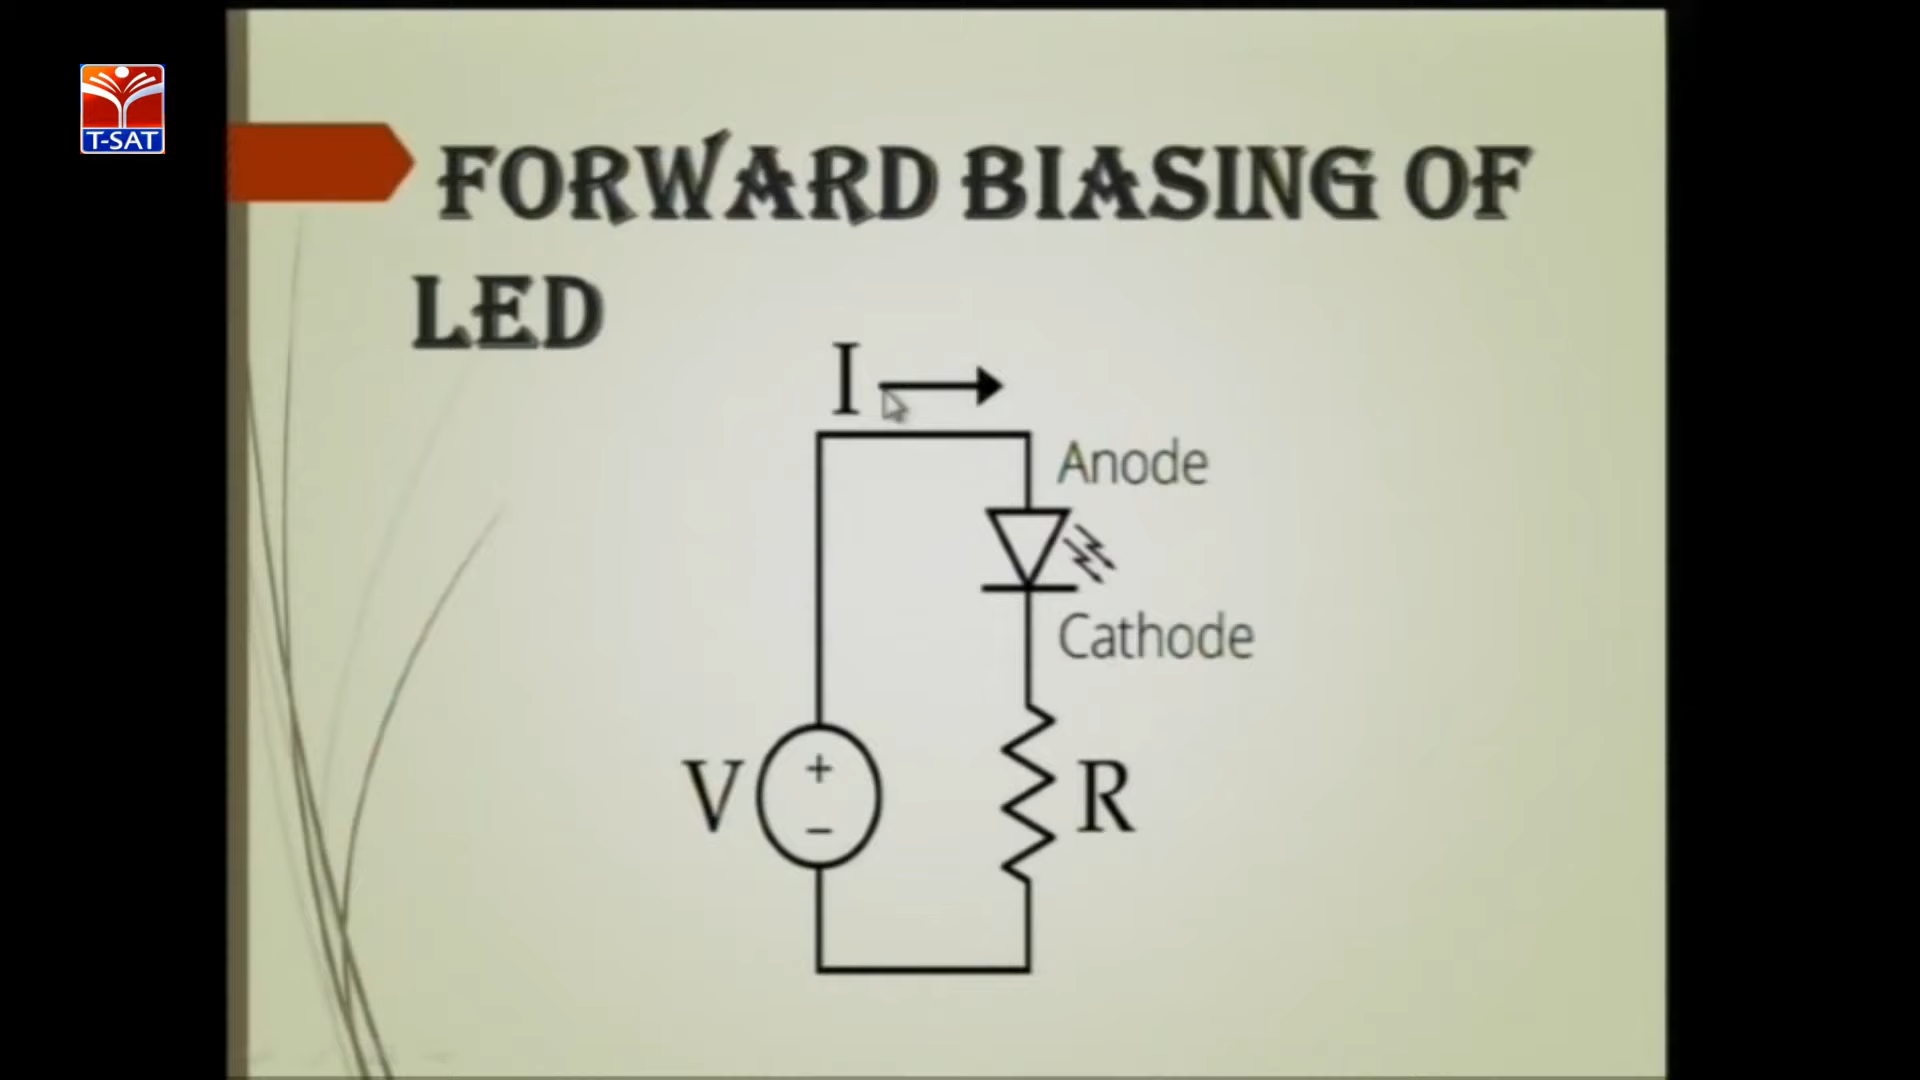 T-SAT
FORWARD BIASING OF
LED
I
Anode
Cathode
V
+
−
R